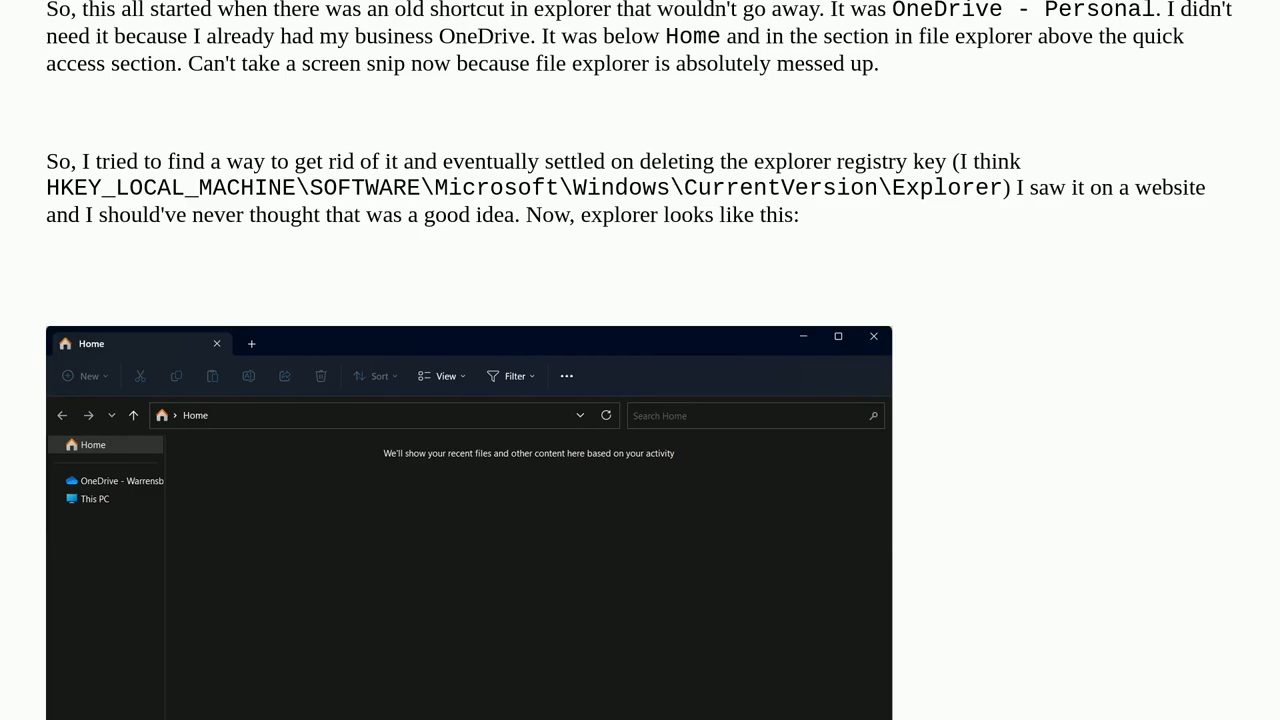 So, this all started when there was an old shortcut in explorer that wouldn't go away. It was OneDrive - Personal. I didn't
need it because I already had my business OneDrive. It was below Home and in the section in file explorer above the quick
access section. Can't take a screen snip now because file explorer is absolutely messed up.
So, I tried to find a way to get rid of it and eventually settled on deleting the explorer registry key (I think
HKEY_LOCAL_MACHINE\SOFTWARE\Microsoft\Windows\CurrentVersion\Explorer) I saw it on a website
and I should've never thought that was a good idea. Now, explorer looks like this:
Home
New Sort View Filter
Home Search Home
Home
We'll show your recent files and other content here based on your activity
OneDrive - Warrensb
This PC